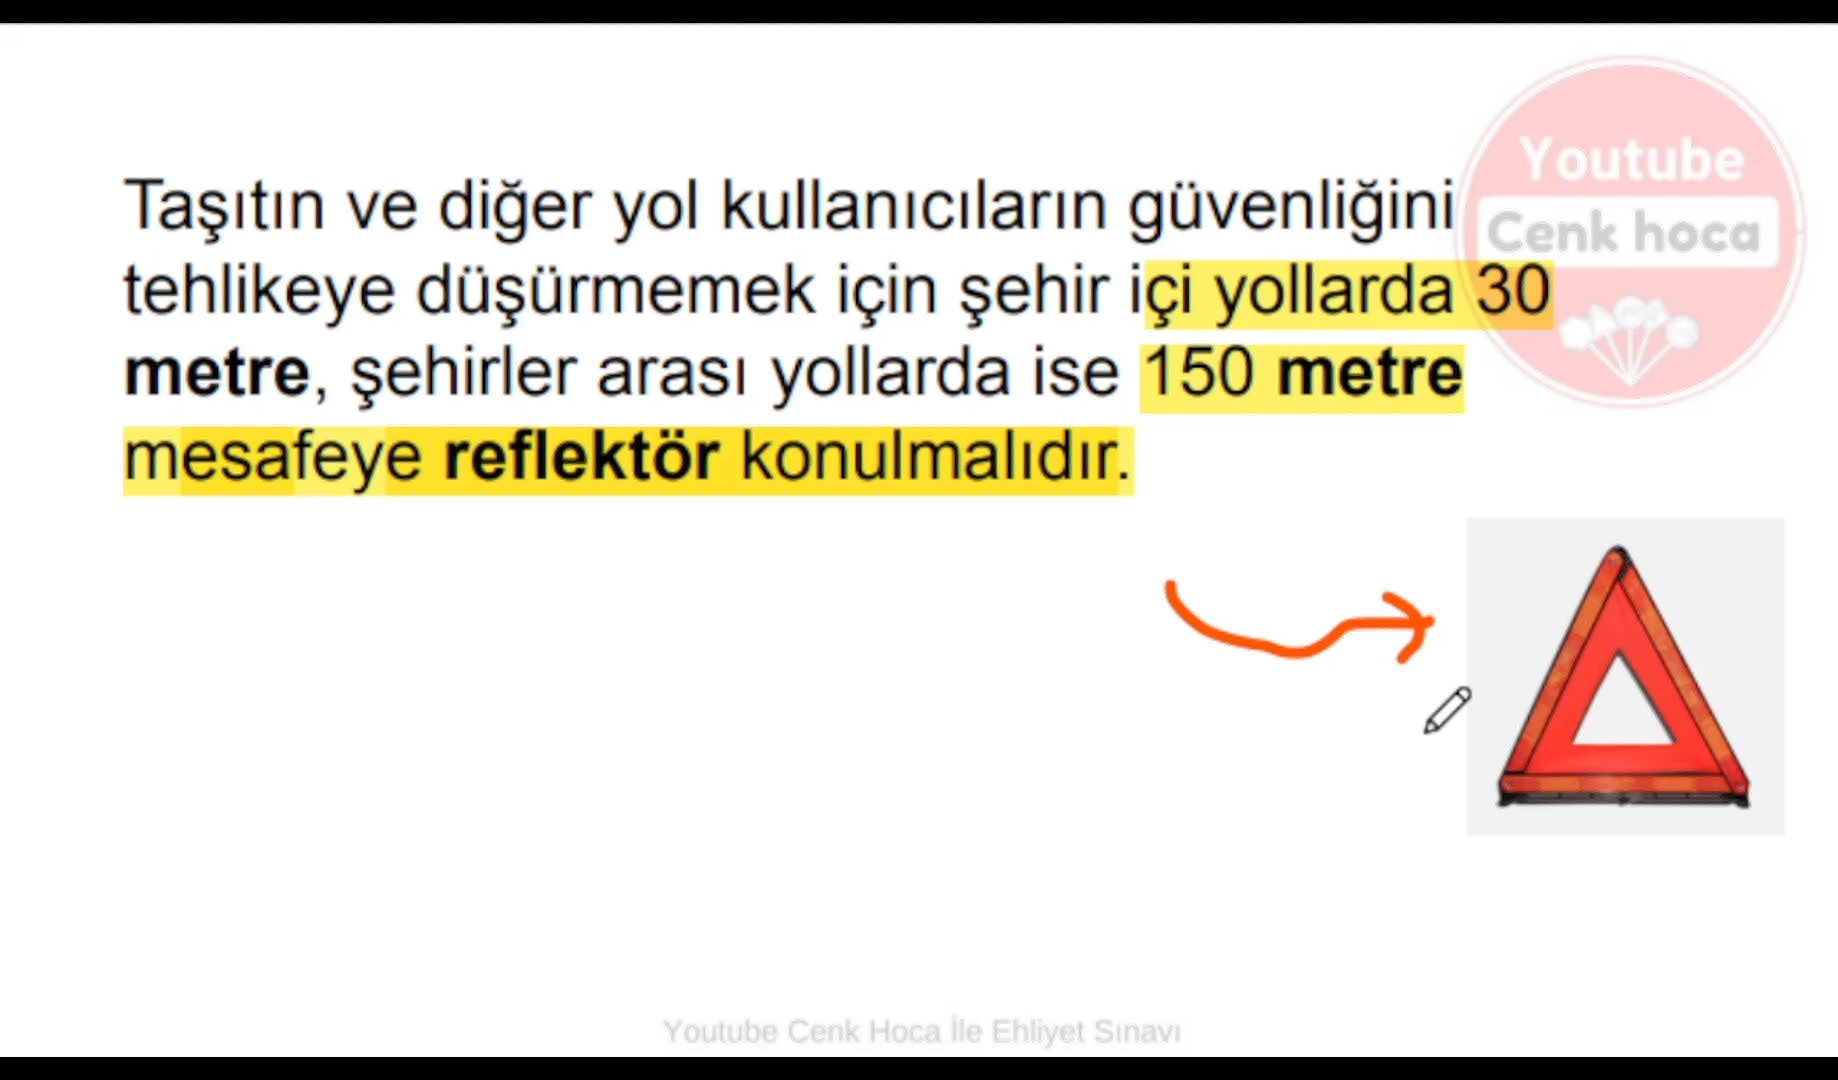 Youtube
Cenk hoca
Taşıtın ve diğer yol kullanıcıların güvenliğini
tehlikeye düşürmemek için şehir içi yollarda 30
metre, şehirler arası yollarda ise 150 metre
mesafeye reflektör konulmalıdır.
Youtube Cenk Hoca İle Ehliyet Sınavı